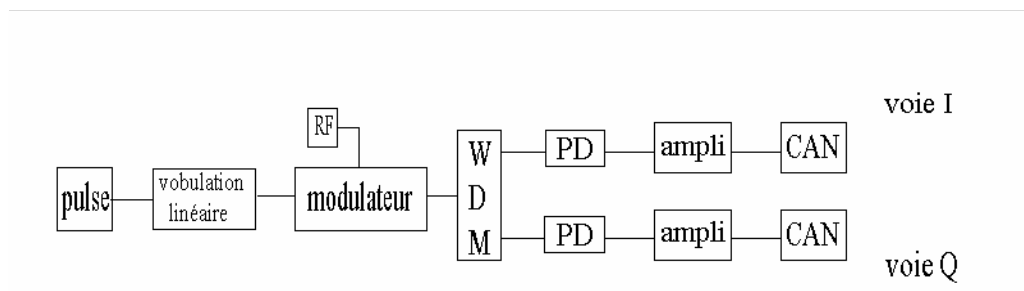 voie I
RF
pulse
vobulation
linéaire
modulateur
W
D
M
PD
ampli
CAN
PD
ampli
CAN
voie Q